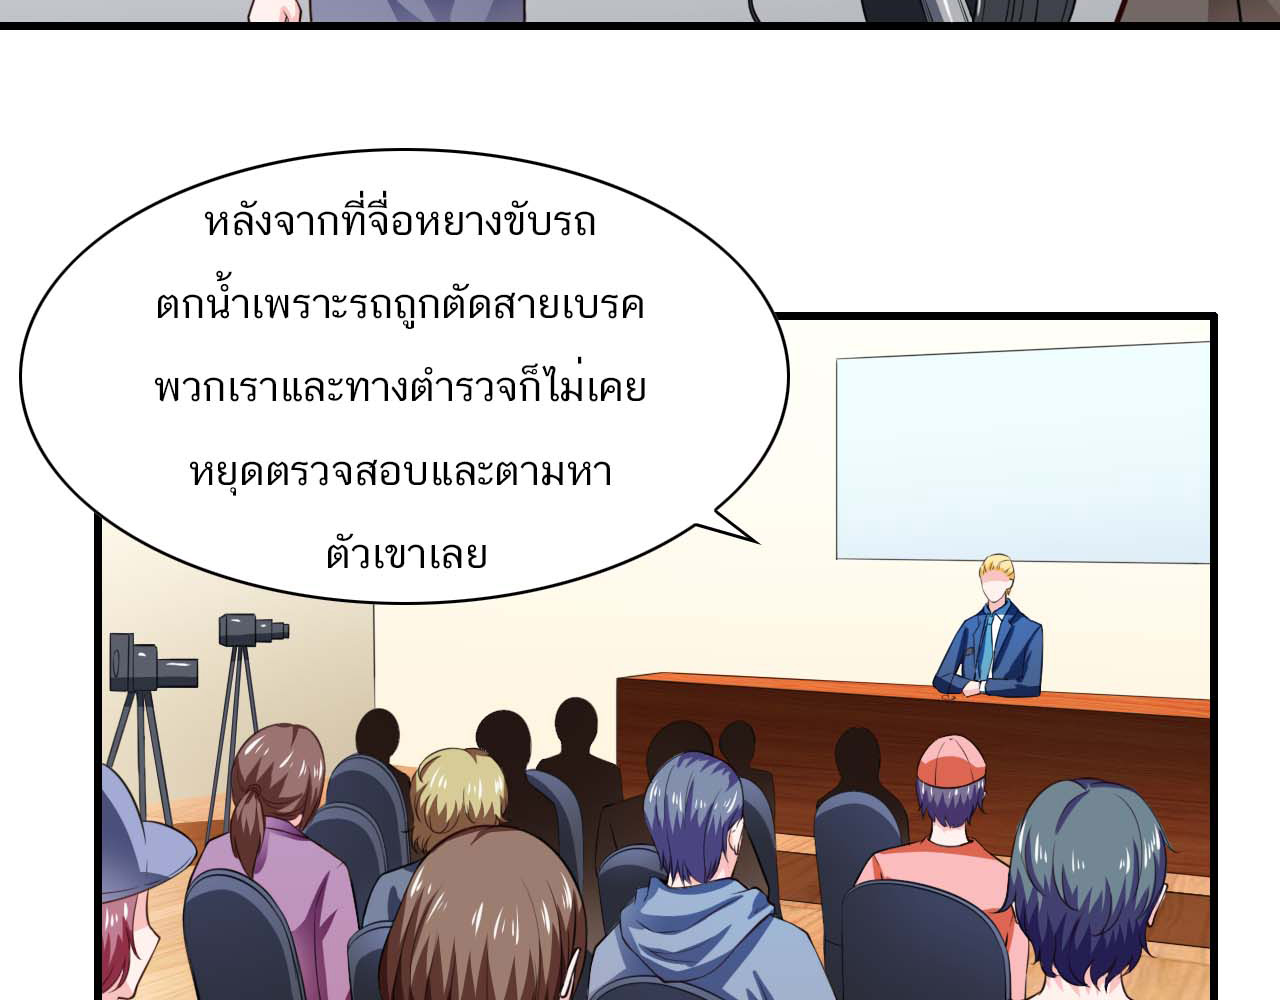 หลังจากที่จื่อหยางขับรถ
ตกน้ำเพราะรถถูกตัดสายเบรค
พวกเราและทางตำรวจก็ไม่เคย
หยุดตรวจสอบและตามหา
ตัวเขาเลย